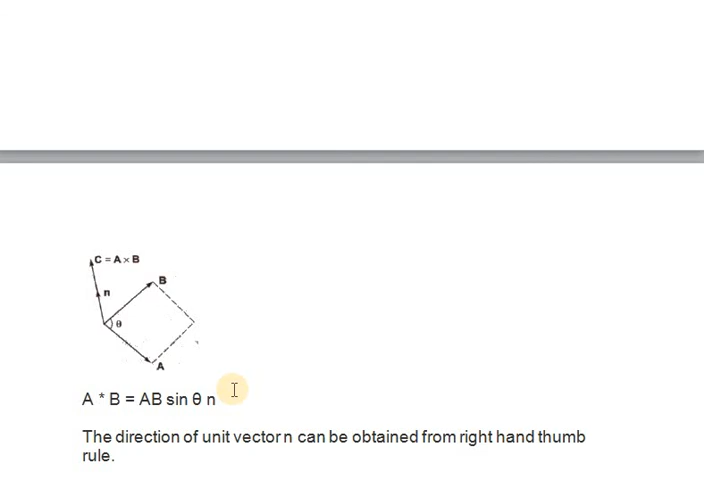 C = A × B
B
n
θ
A
A * B = AB sin θ n
The direction of unit vector n can be obtained from right hand thumb
rule.